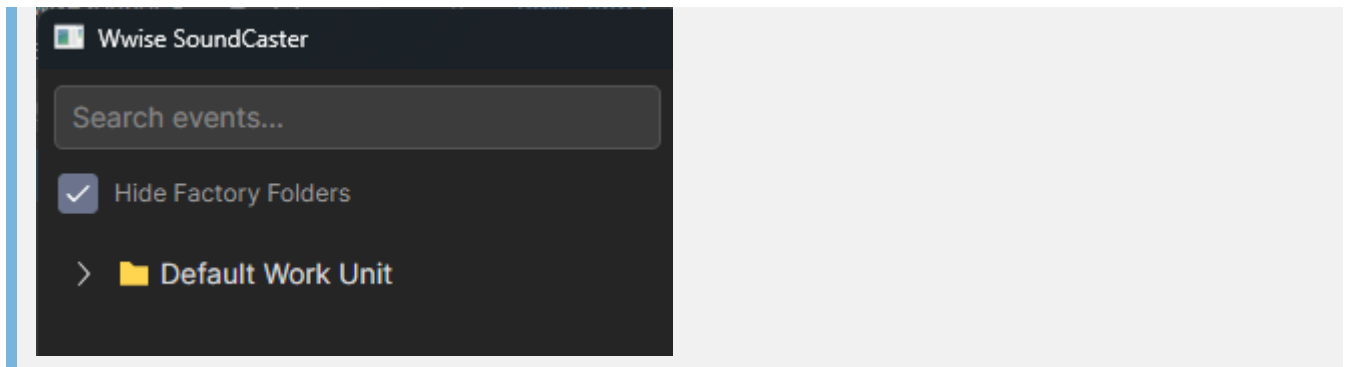 Wwise SoundCaster
Search events...
Hide Factory Folders
Default Work Unit